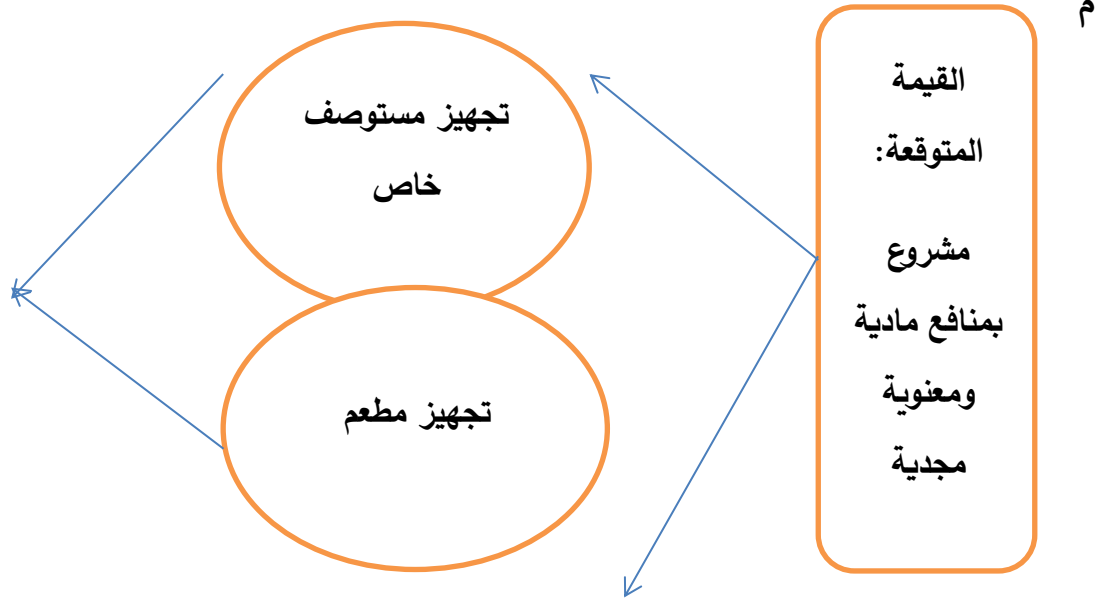 م
القيمة
المتوقعة:
مشروع
بمنافع مادية
ومعنوية
مجدية
تجهيز مستوصف
خاص
تجهيز مطعم